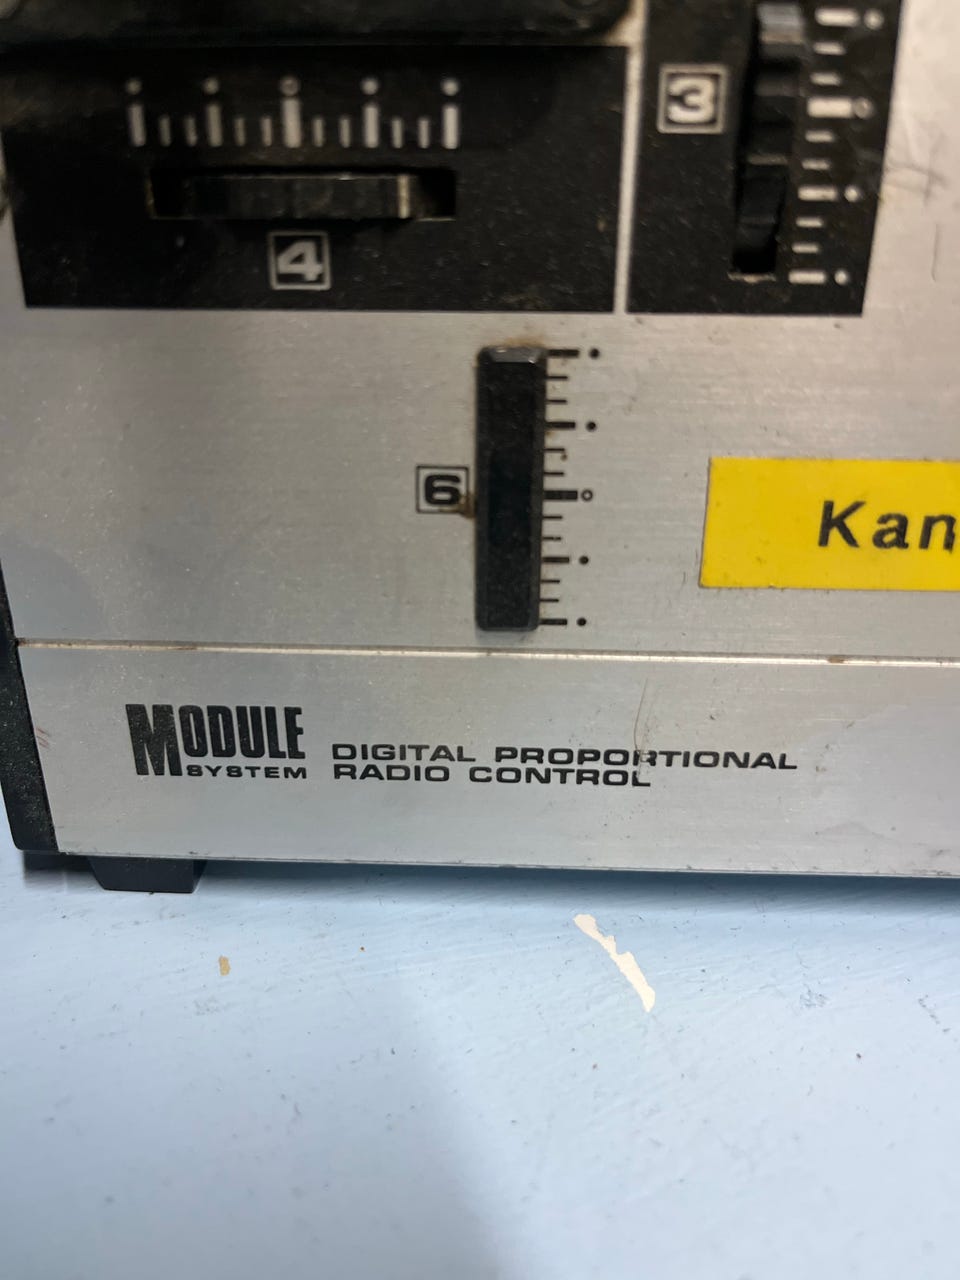 3
4
6
Kan
MODULE
SYSTEM
DIGITAL PROPORTIONAL
RADIO CONTROL